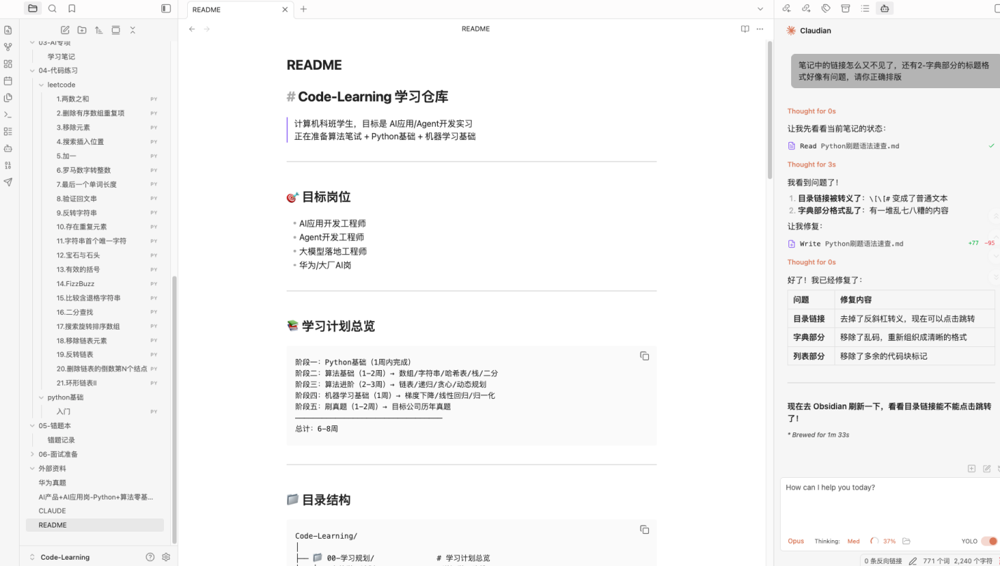 README
README
03-AI专项
学习笔记
04-代码练习
leetcode
1.两数之和 PY
2.删除有序数组重复项 PY
3.移除元素 PY
4.搜索插入位置 PY
5.加一 PY
6.罗马数字转整数 PY
7.最后一个单词长度 PY
8.验证回文串 PY
9.反转字符串 PY
10.存在重复元素 PY
11.字符串首个唯一字符 PY
12.宝石与石头 PY
13.有效的括号 PY
14.FizzBuzz PY
15.比较含退格字符串 PY
16.二分查找 PY
17.搜索旋转排序数组 PY
18.移除链表元素 PY
19.反转链表 PY
20.删除链表的倒数第N个结点 PY
21.环形链表II PY
python基础
入门 PY
05-错题本
错题记录
06-面试准备
外部资料
华为真题
AI产品+AI应用岗-Python+算法零基...
CLAUDE
README
Code-Learning
README
# Code-Learning 学习仓库
计算机科班学生，目标是 AI应用/Agent开发实习
正在准备算法笔试 + Python基础 + 机器学习基础
🎯 目标岗位
• AI应用开发工程师
• Agent开发工程师
• 大模型落地工程师
• 华为/大厂AI岗
📚 学习计划总览
阶段一：Python基础（1周内完成）
阶段二：算法基础（1-2周）→ 数组/字符串/哈希表/栈/二分
阶段三：算法进阶（2-3周）→ 链表/递归/贪心/动态规划
阶段四：机器学习基础（1周）→ 梯度下降/线性回归/归一化
阶段五：刷真题（1-2周）→ 目标公司历年真题
────────────────────────────────
总计：6-8周
📁 目录结构
Code-Learning/
│
├── 📁 00-学习规划/ # 学习计划总览
Claudian
笔记中的链接怎么又不见了，还有2-字典部分的标题格
式好像有问题，请你正确排版
Thought for 0s
让我先看看当前笔记的状态：
Read Python刷题语法速查.md
Thought for 3s
我看到问题了！
1. 目录链接被转义了：\[\[# 变成了普通文本
2. 字典部分格式乱了：有一堆乱七八糟的内容
让我修复：
Write Python刷题语法速查.md +77 -95
Thought for 0s
好了！我已经修复了：
问题 修复内容
目录链接 去掉了反斜杠转义，现在可以点击跳转
字典部分 移除了乱码，重新组织成清晰的格式
列表部分 移除了多余的代码块标记
现在去 Obsidian 刷新一下，看看目录链接能不能点击跳转
了！
* Brewed for 1m 33s
How can I help you today?
Opus Thinking: Med 37% YOLO
0 条反向链接 771 个词 2,240 个字符